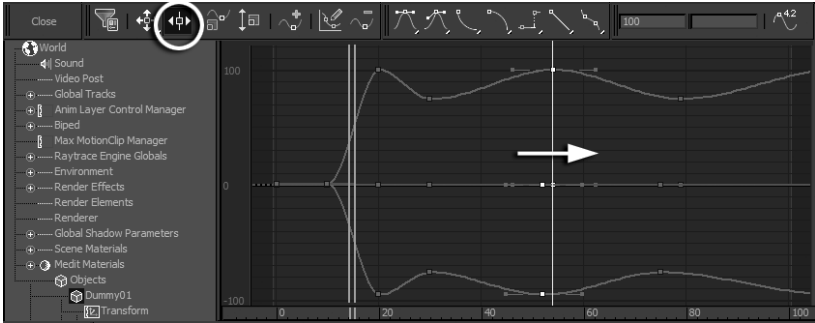 Close
100
4.2
World
Sound
Video Post
Global Tracks
Anim Layer Control Manager
Biped
Max MotionClip Manager
Raytrace Engine Globals
Environment
Render Effects
Render Elements
Renderer
Global Shadow Parameters
Scene Materials
Medit Materials
Objects
Dummy01
Transform
100
0
-100
0 20 40 60 80 100